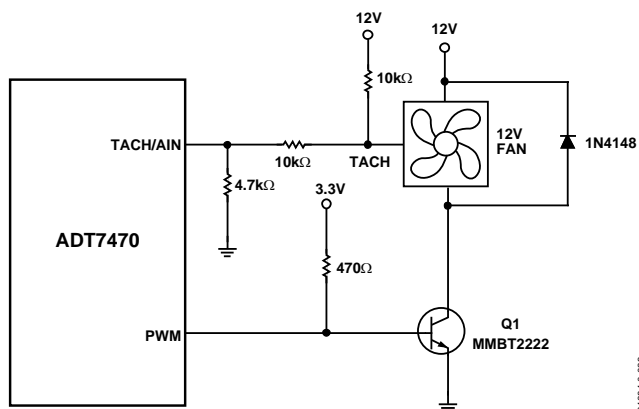 12V
12V
10kΩ
TACH/AIN
10kΩ
TACH
12V
FAN
1N4148
4.7kΩ
3.3V
ADT7470
470Ω
Q1
MMBT2222
PWM